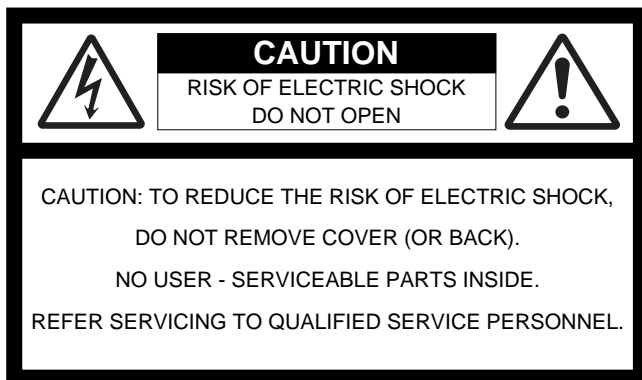 CAUTION
RISK OF ELECTRIC SHOCK
DO NOT OPEN
CAUTION: TO REDUCE THE RISK OF ELECTRIC SHOCK,
DO NOT REMOVE COVER (OR BACK).
NO USER - SERVICEABLE PARTS INSIDE.
REFER SERVICING TO QUALIFIED SERVICE PERSONNEL.